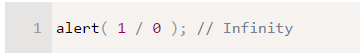 1 alert( 1 / 0 ); // Infinity